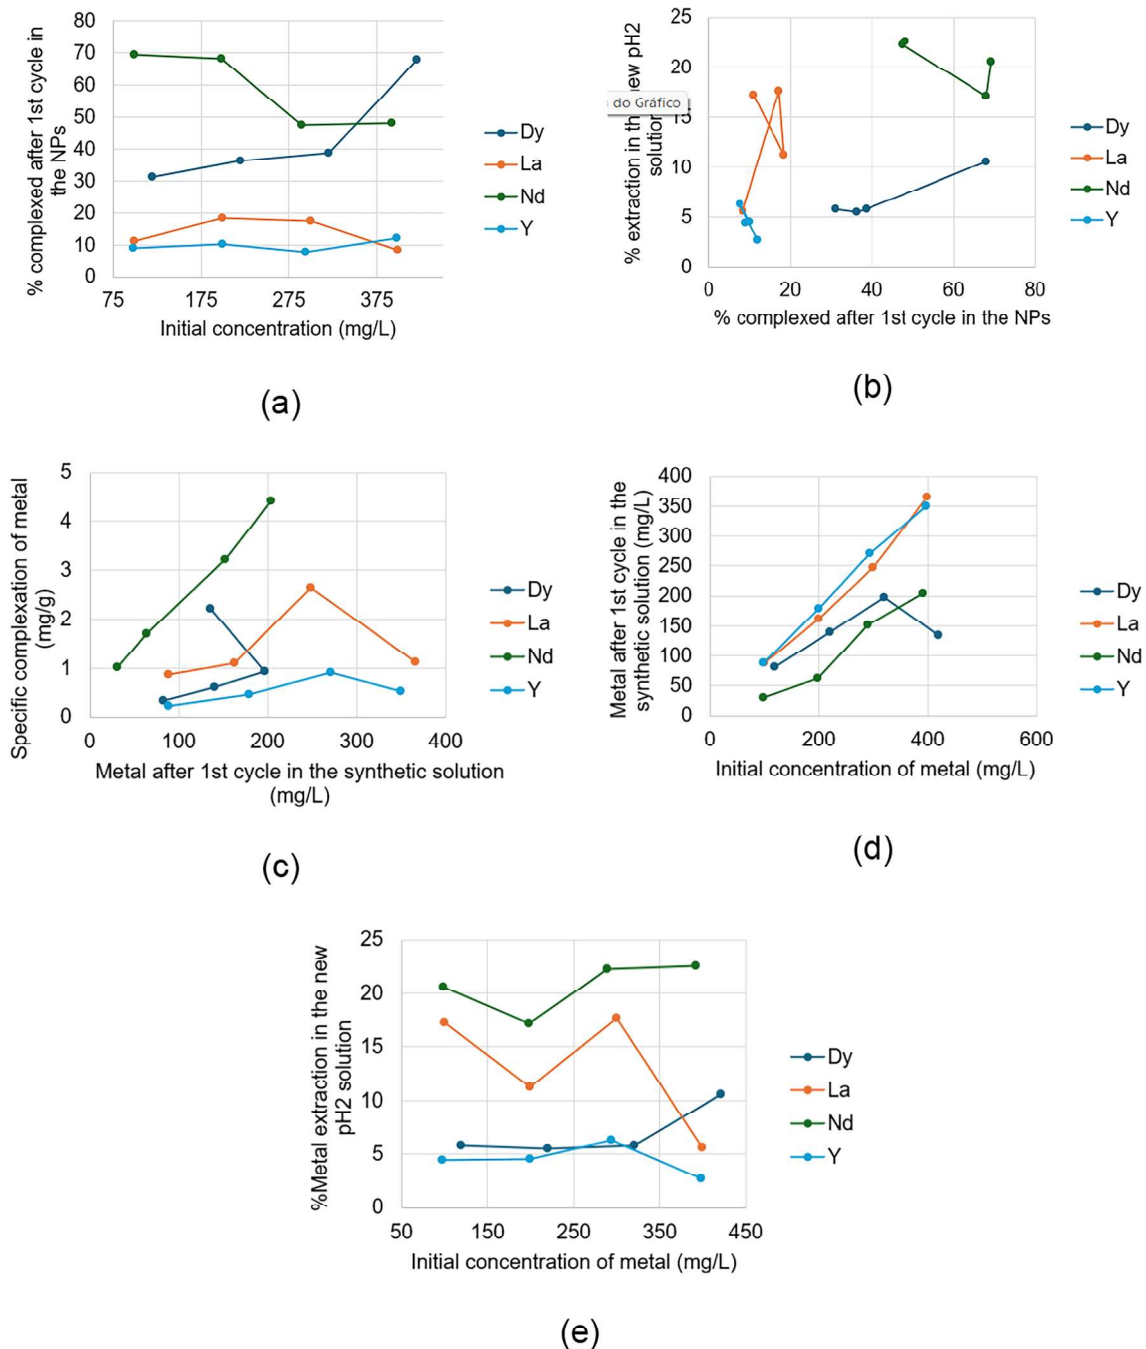 80
70
60
50
40
30
20
10
0
75 175 275 375
% complexed after 1st cycle in
the NPs
Initial concentration (mg/L)
Dy
La
Nd
Y
(a)
25
20
15
10
5
0
0 20 40 60 80
% extraction in the new pH2
solution
do Gráfico
% complexed after 1st cycle in the NPs
Dy
La
Nd
Y
(b)
5
4
3
2
1
0
0 100 200 300 400
Specific complexation of metal
(mg/g)
Metal after 1st cycle in the synthetic solution
(mg/L)
Dy
La
Nd
Y
(c)
400
350
300
250
200
150
100
50
0
0 200 400 600
Metal after 1st cycle in the
synthetic solution (mg/L)
Initial concentration of metal (mg/L)
Dy
La
Nd
Y
(d)
25
20
15
10
5
0
50 150 250 350 450
%Metal extraction in the new
pH2 solution
Initial concentration of metal (mg/L)
Dy
La
Nd
Y
(e)